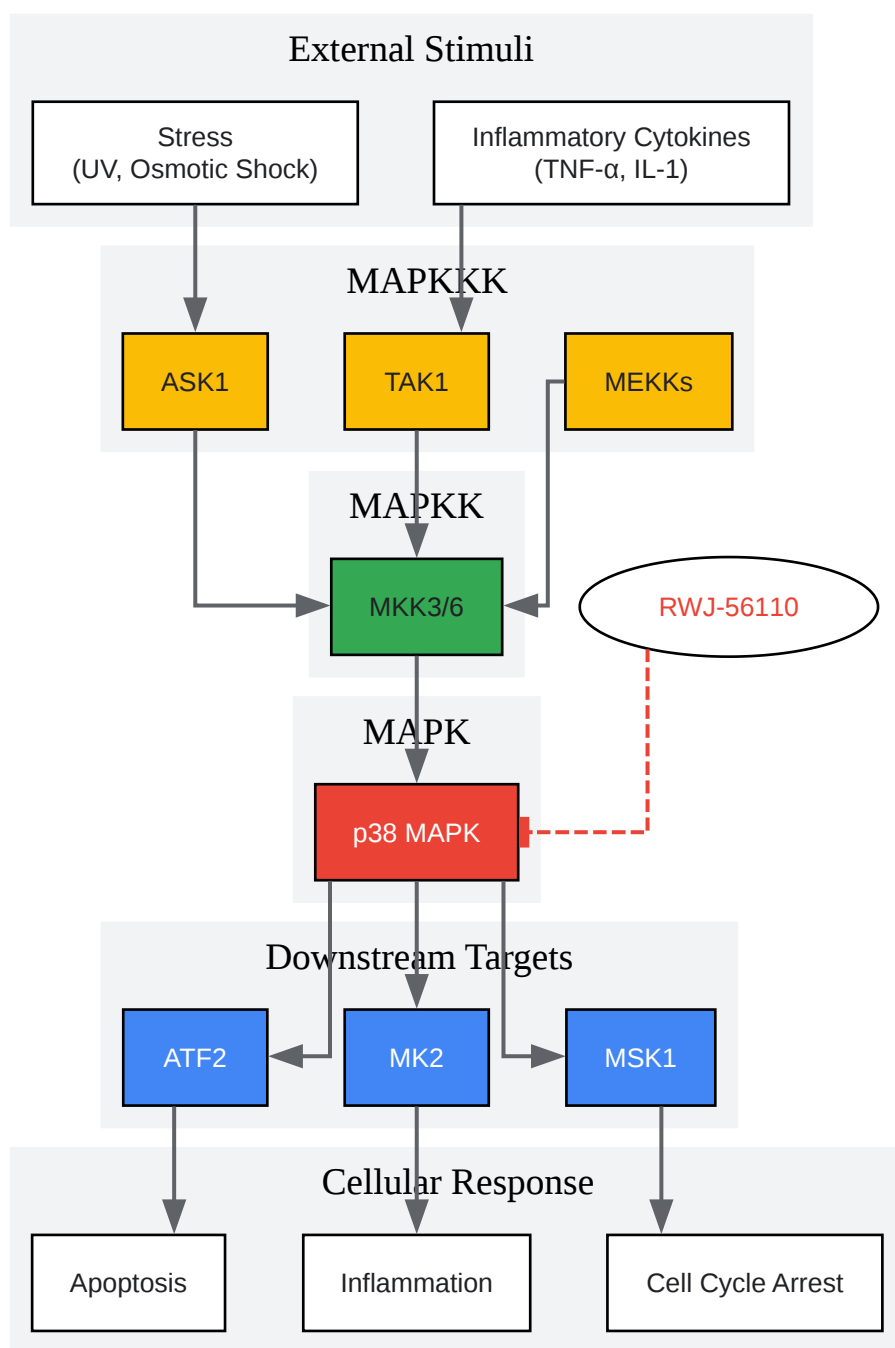 External Stimuli
Stress
(UV, Osmotic Shock)
Inflammatory Cytokines
(TNF-α, IL-1)
MAPKKK
ASK1
TAK1
MEKKs
MAPKK
MKK3/6
RWJ-56110
MAPK
p38 MAPK
Downstream Targets
ATF2
MK2
MSK1
Cellular Response
Apoptosis
Inflammation
Cell Cycle Arrest